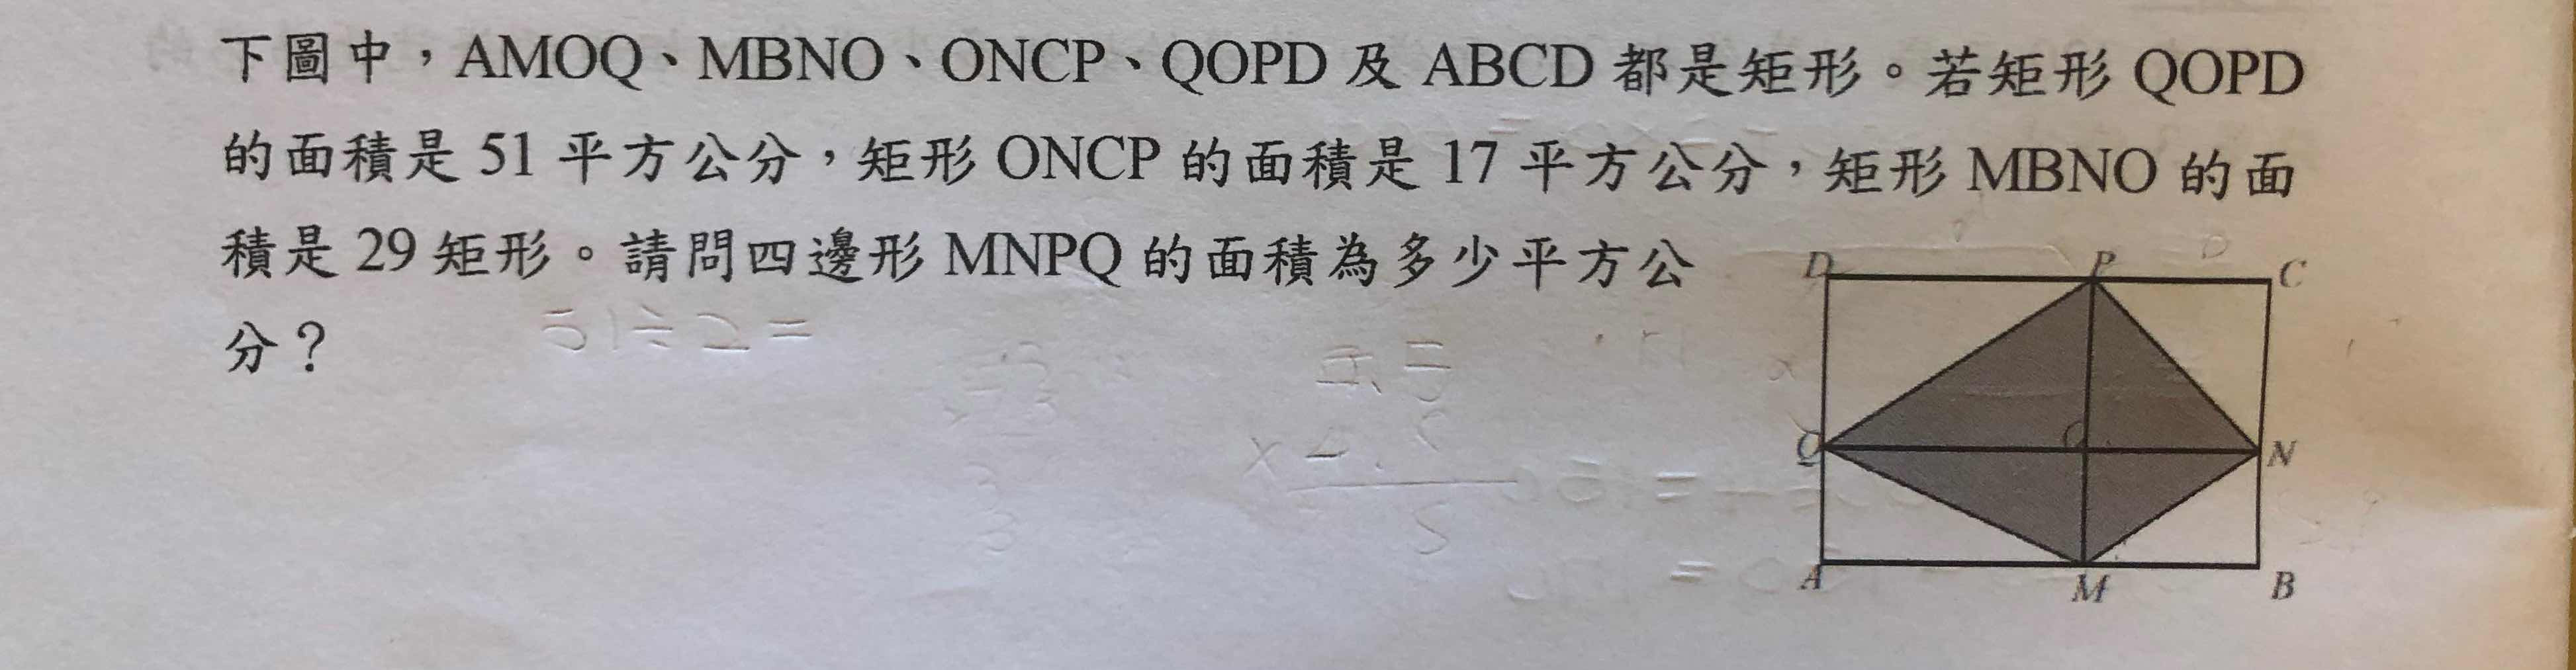 下圖中，AMOQ、MBNO、ONCP、QOPD 及 ABCD 都是矩形。若矩形 QOPD
的面積是 51 平方公分，矩形 ONCP 的面積是 17 平方公分，矩形 MBNO 的面
積是 29 矩形。請問四邊形 MNPQ 的面積為多少平方公
分？
51÷2=
D P C
Q O N
A M B